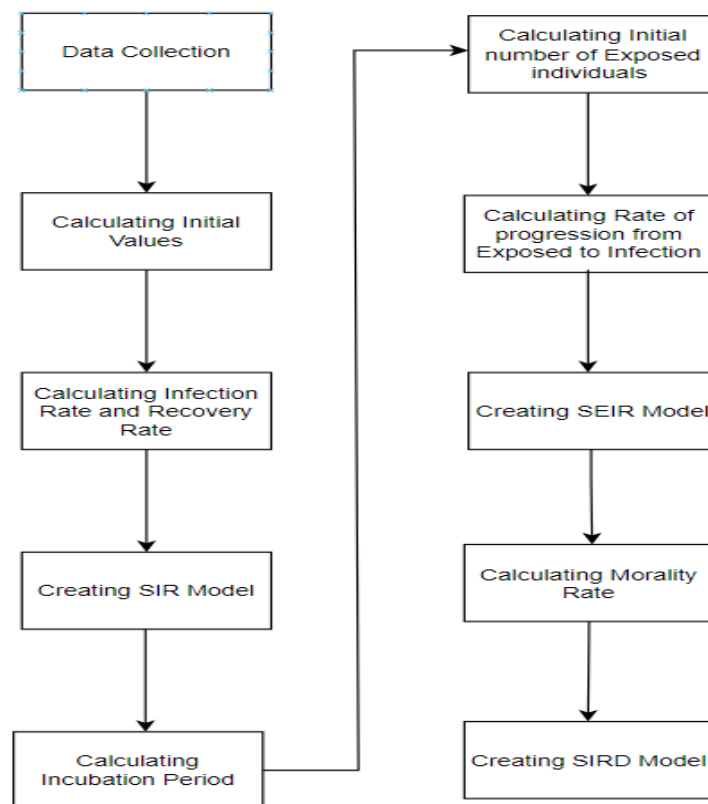 Data Collection
Calculating Initial
Values
Calculating Infection
Rate and Recovery
Rate
Creating SIR Model
Calculating
Incubation Period
Calculating Initial
number of Exposed
individuals
Calculating Rate of
progression from
Exposed to Infection
Creating SEIR Model
Calculating Morality
Rate
Creating SIRD Model